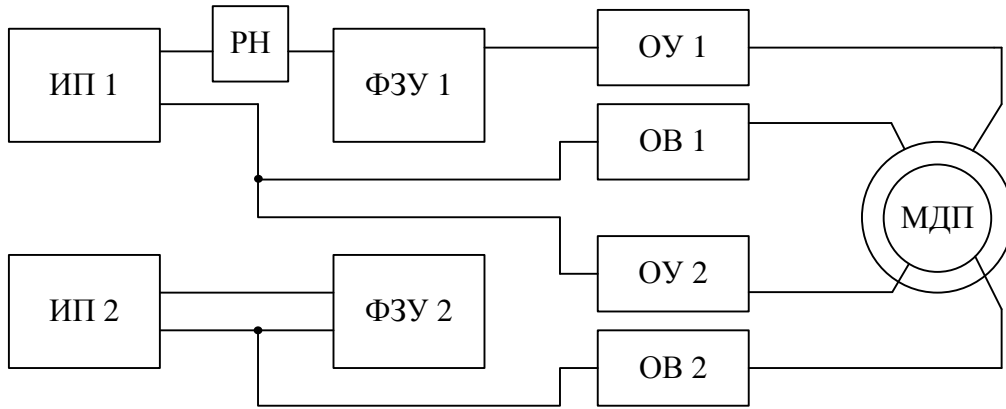 ИП 1
РН
ФЗУ 1
ОУ 1
ОВ 1
МДП
ИП 2
ФЗУ 2
ОУ 2
ОВ 2